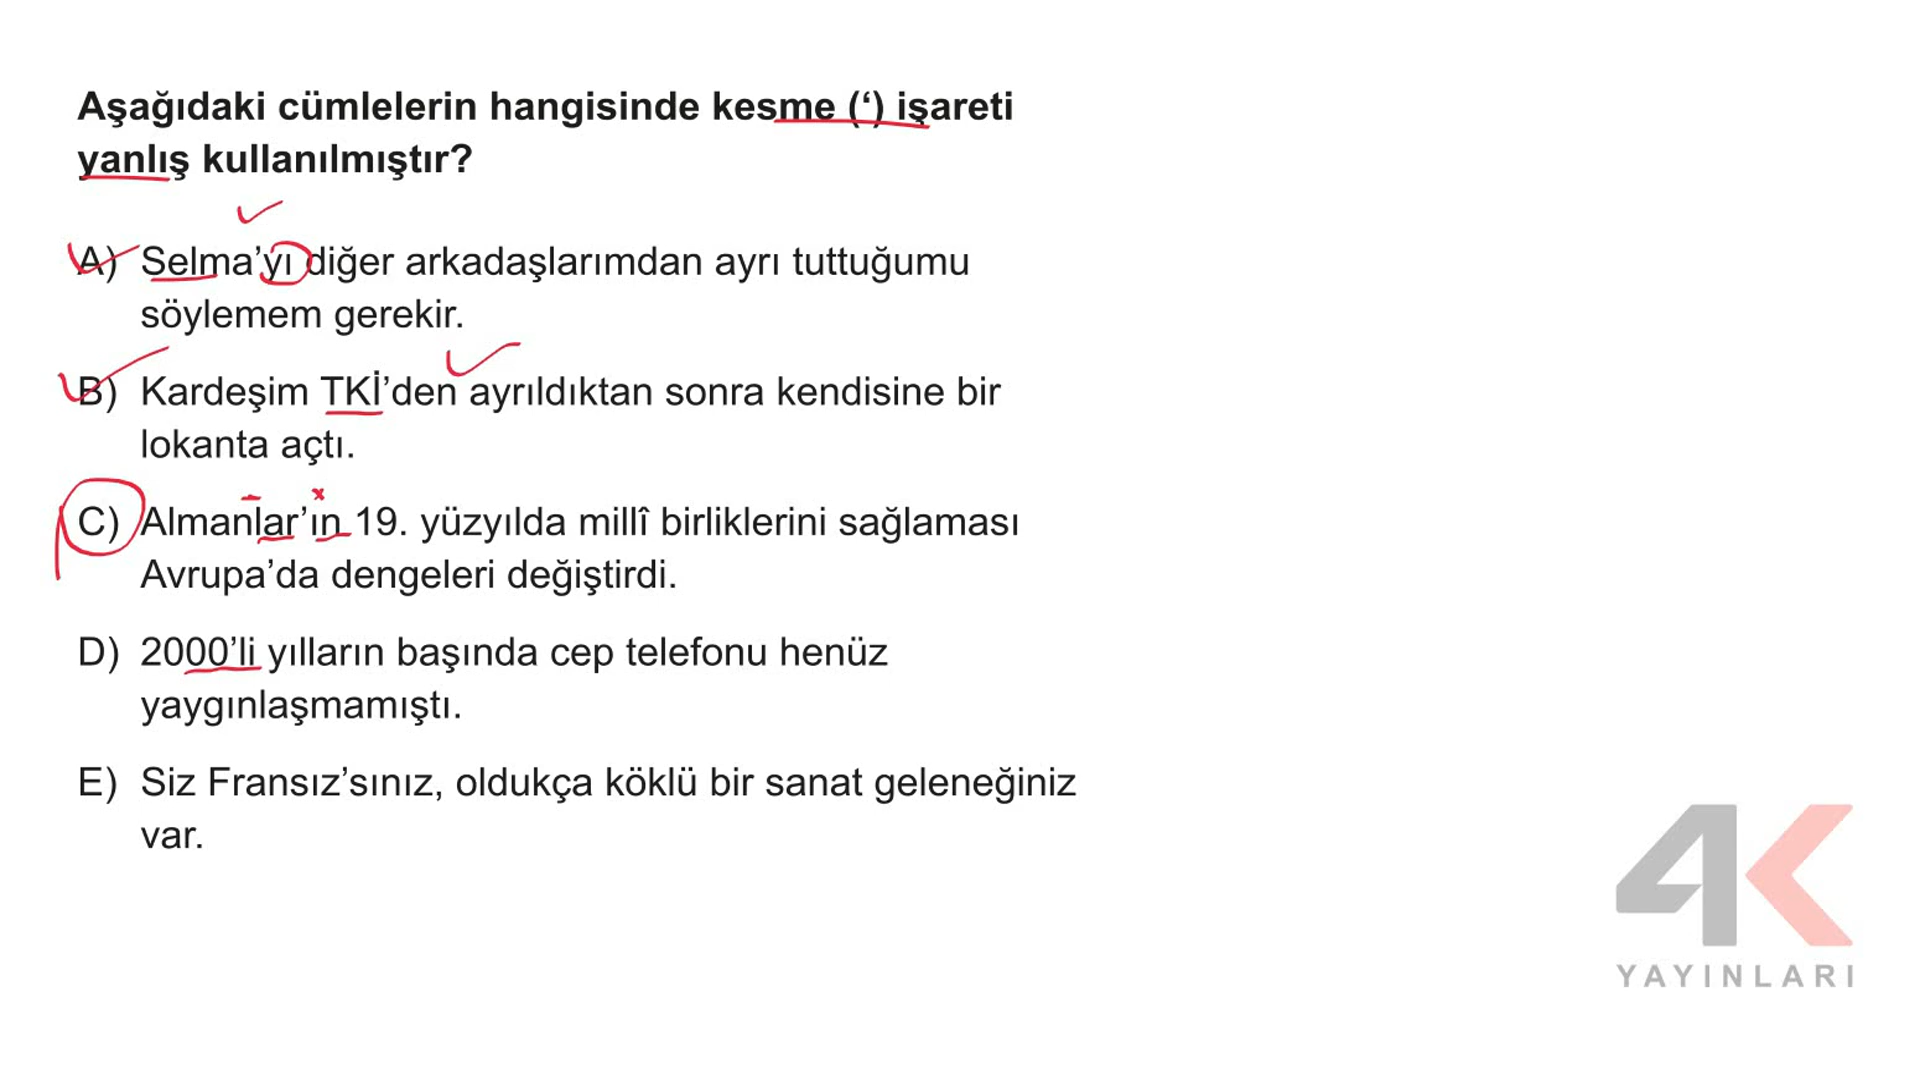 Aşağıdaki cümlelerin hangisinde kesme (‘) işareti
yanlış kullanılmıştır?
A) Selma’yı diğer arkadaşlarımdan ayrı tuttuğumu
söylemem gerekir.
B) Kardeşim TKİ’den ayrıldıktan sonra kendisine bir
lokanta açtı.
C) Almanlar’ın 19. yüzyılda millî birliklerini sağlaması
Avrupa’da dengeleri değiştirdi.
D) 2000’li yılların başında cep telefonu henüz
yaygınlaşmamıştı.
E) Siz Fransız’sınız, oldukça köklü bir sanat geleneğiniz
var.
4K
YAYINLARI